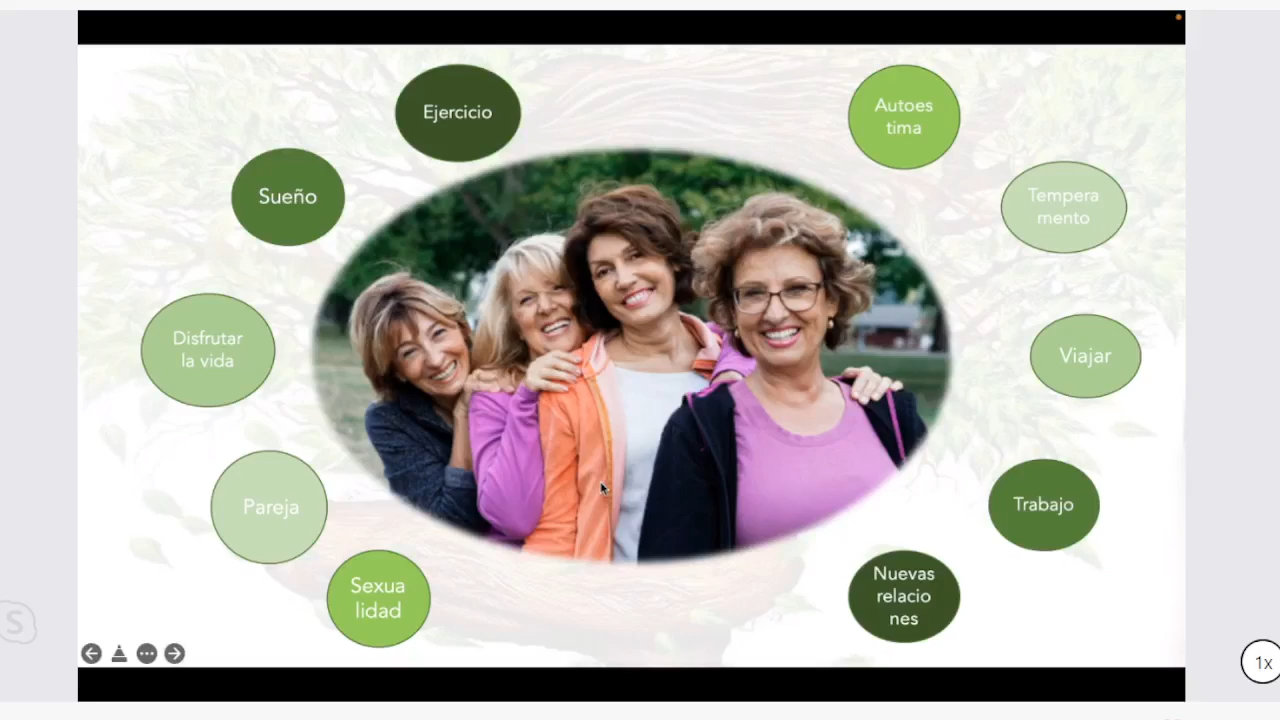 Ejercicio
Autoes
tima
Sueño
Tempera
mento
Disfrutar
la vida
Viajar
Pareja
Trabajo
Sexua
lidad
Nuevas
relacio
nes
S
1x